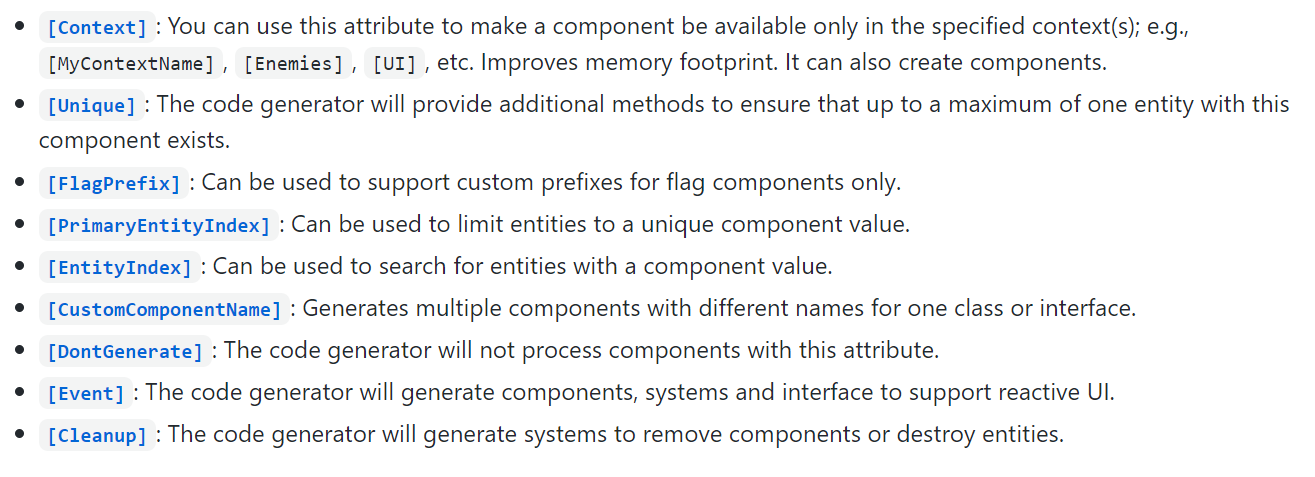 [Context] : You can use this attribute to make a component be available only in the specified context(s); e.g.,
[MyContextName] , [Enemies] , [UI] , etc. Improves memory footprint. It can also create components.
[Unique] : The code generator will provide additional methods to ensure that up to a maximum of one entity with this
component exists.
[FlagPrefix] : Can be used to support custom prefixes for flag components only.
[PrimaryEntityIndex] : Can be used to limit entities to a unique component value.
[EntityIndex] : Can be used to search for entities with a component value.
[CustomComponentName] : Generates multiple components with different names for one class or interface.
[DontGenerate] : The code generator will not process components with this attribute.
[Event] : The code generator will generate components, systems and interface to support reactive UI.
[Cleanup] : The code generator will generate systems to remove components or destroy entities.